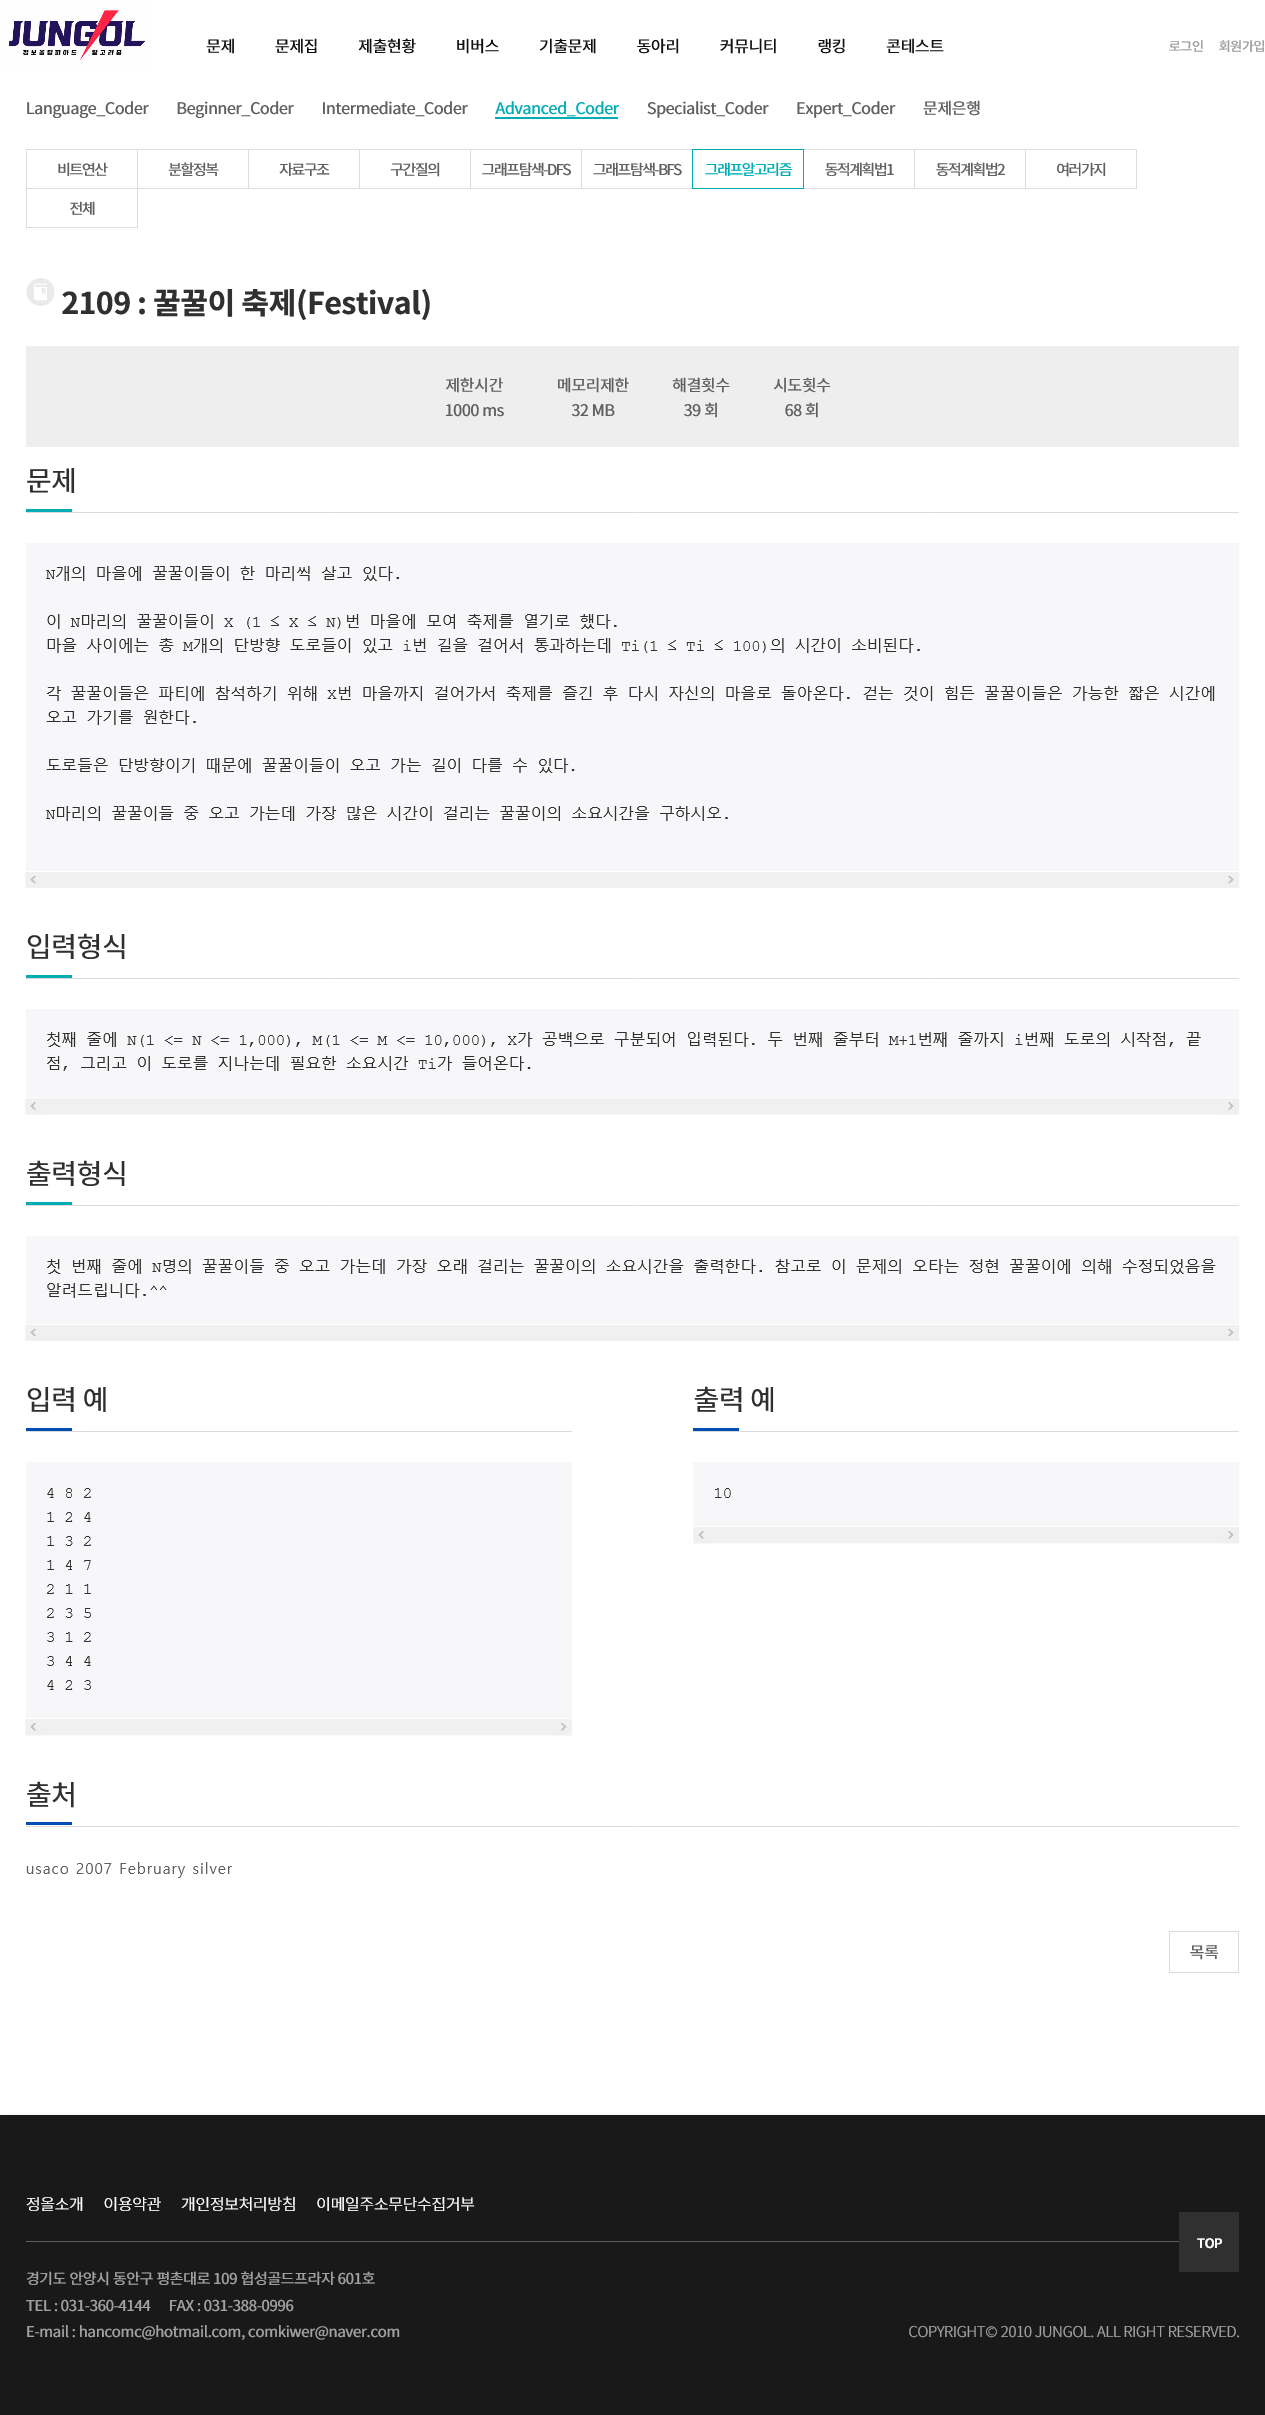 JUNGOL
정보올림피아드 알고리즘
문제 문제집 제출현황 비버스 기출문제 동아리 커뮤니티 랭킹 콘테스트 로그인 회원가입
Language_Coder Beginner_Coder Intermediate_Coder Advanced_Coder Specialist_Coder Expert_Coder 문제은행
비트연산 분할정복 자료구조 구간질의 그래프탐색-DFS 그래프탐색-BFS 그래프알고리즘 동적계획법1 동적계획법2 여러가지
전체
2109 : 꿀꿀이 축제(Festival)
제한시간 메모리제한 해결횟수 시도횟수
1000 ms 32 MB 39 회 68 회
문제
N개의 마을에 꿀꿀이들이 한 마리씩 살고 있다.
이 N마리의 꿀꿀이들이 X (1 ≤ X ≤ N)번 마을에 모여 축제를 열기로 했다.
마을 사이에는 총 M개의 단방향 도로들이 있고 i번 길을 걸어서 통과하는데 Ti(1 ≤ Ti ≤ 100)의 시간이 소비된다.
각 꿀꿀이들은 파티에 참석하기 위해 X번 마을까지 걸어가서 축제를 즐긴 후 다시 자신의 마을로 돌아온다. 걷는 것이 힘든 꿀꿀이들은 가능한 짧은 시간에
오고 가기를 원한다.
도로들은 단방향이기 때문에 꿀꿀이들이 오고 가는 길이 다를 수 있다.
N마리의 꿀꿀이들 중 오고 가는데 가장 많은 시간이 걸리는 꿀꿀이의 소요시간을 구하시오.
입력형식
첫째 줄에 N(1 <= N <= 1,000), M(1 <= M <= 10,000), X가 공백으로 구분되어 입력된다. 두 번째 줄부터 M+1번째 줄까지 i번째 도로의 시작점, 끝
점, 그리고 이 도로를 지나는데 필요한 소요시간 Ti가 들어온다.
출력형식
첫 번째 줄에 N명의 꿀꿀이들 중 오고 가는데 가장 오래 걸리는 꿀꿀이의 소요시간을 출력한다. 참고로 이 문제의 오타는 정현 꿀꿀이에 의해 수정되었음을
알려드립니다.^^
입력 예
4 8 2
1 2 4
1 3 2
1 4 7
2 1 1
2 3 5
3 1 2
3 4 4
4 2 3
출력 예
10
출처
usaco 2007 February silver
목록
정올소개 이용약관 개인정보처리방침 이메일주소무단수집거부
TOP
경기도 안양시 동안구 평촌대로 109 협성골드프라자 601호
TEL : 031-360-4144 FAX : 031-388-0996
E-mail : hancomc@hotmail.com, comkiwer@naver.com
COPYRIGHT© 2010 JUNGOL. ALL RIGHT RESERVED.